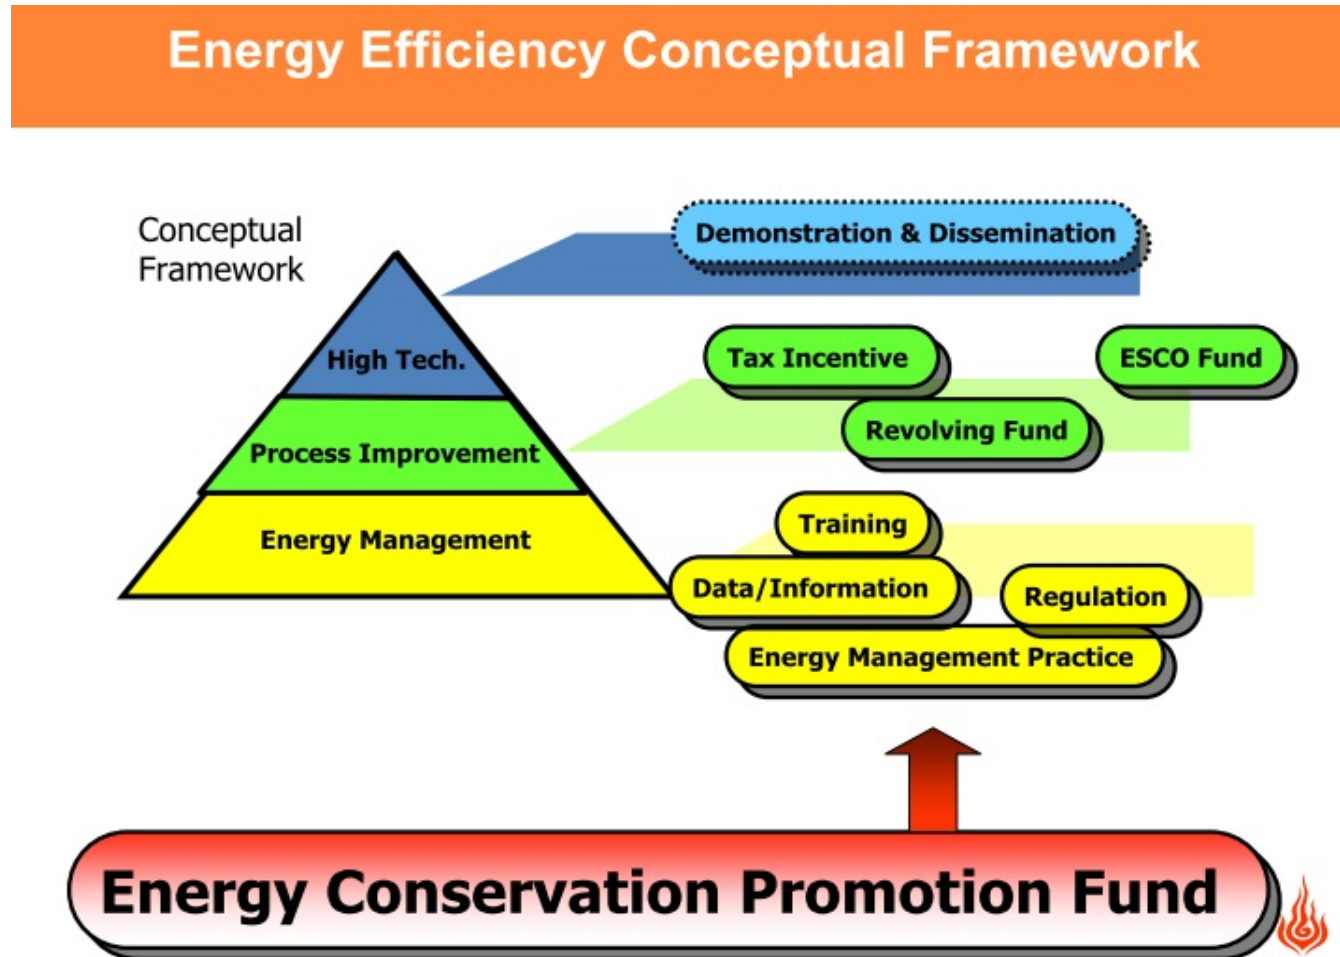 Energy Efficiency Conceptual Framework
Conceptual
Framework
Demonstration & Dissemination
High Tech.
Tax Incentive
ESCO Fund
Process Improvement
Revolving Fund
Energy Management
Training
Data/Information
Regulation
Energy Management Practice
Energy Conservation Promotion Fund